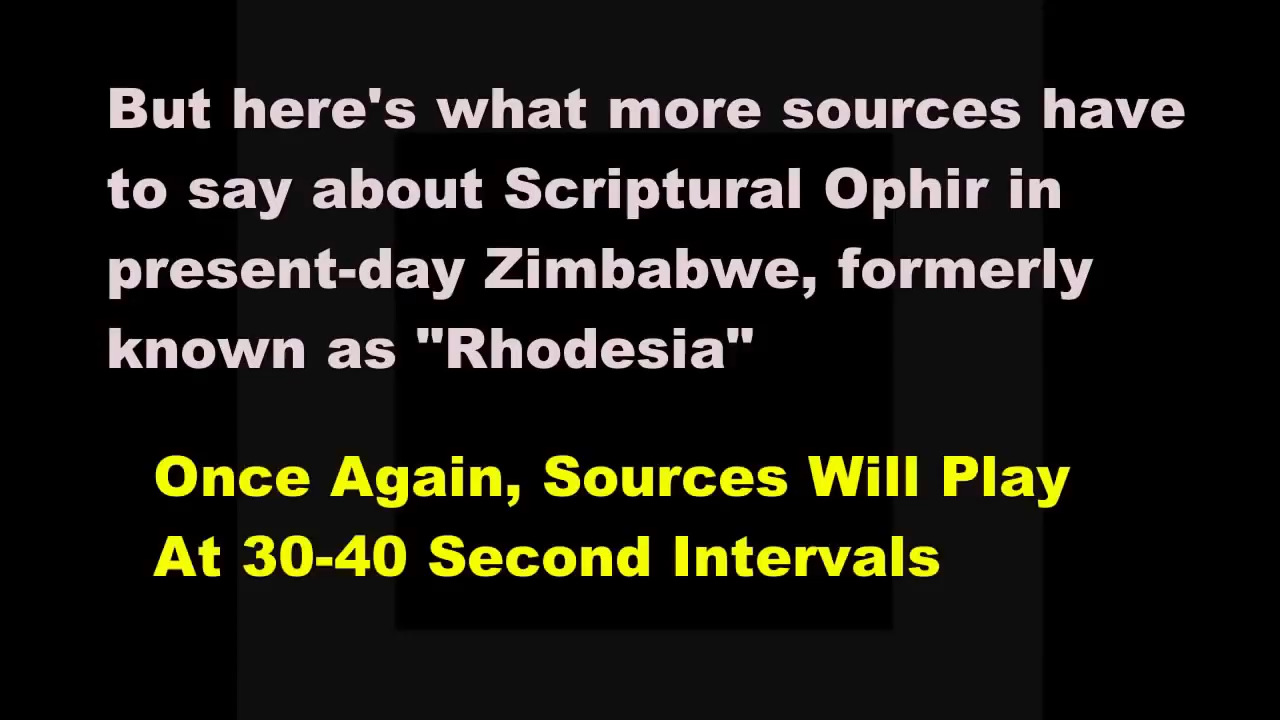 But here's what more sources have
to say about Scriptural Ophir in
present-day Zimbabwe, formerly
known as "Rhodesia"
Once Again, Sources Will Play
At 30-40 Second Intervals